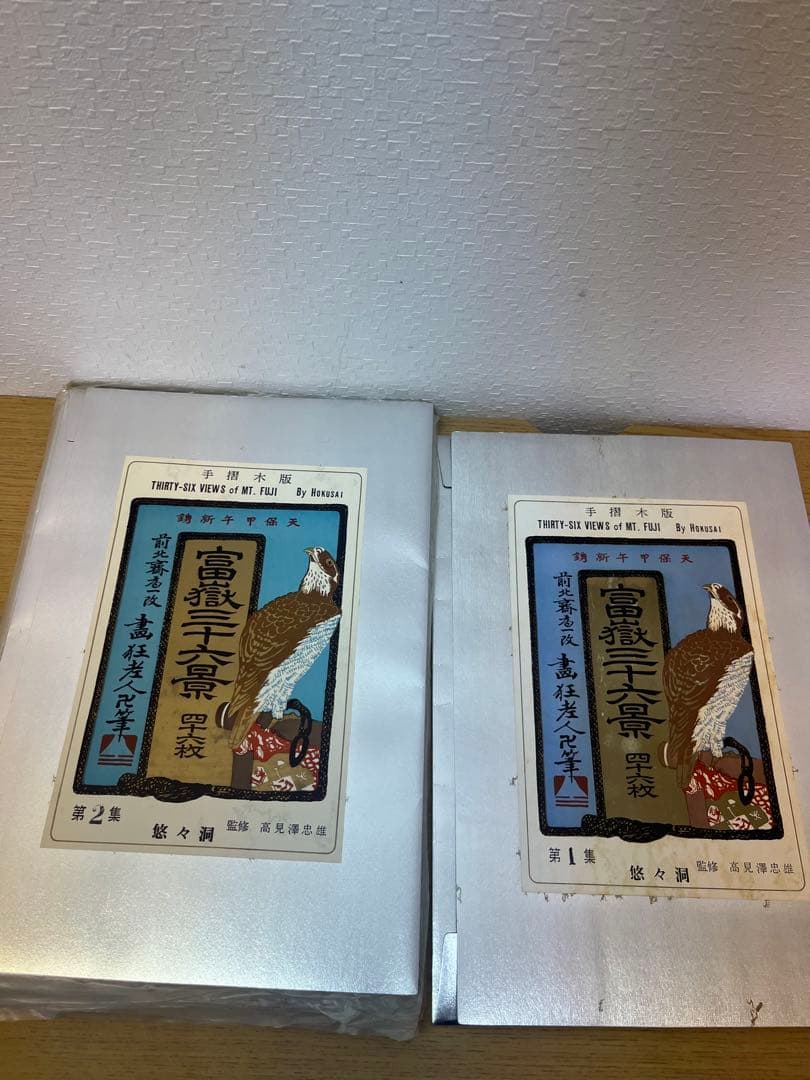 手摺木版
THIRTY-SIX VIEWS of MT. FUJI By HOKUSAI
天保甲午新鐫
富嶽三十六景 四十六枚
前北齋為一改 畫狂老人卍筆
第2集 悠々洞 監修 高見澤忠雄
手摺木版
THIRTY-SIX VIEWS of MT. FUJI By HOKUSAI
天保甲午新鐫
富嶽三十六景 四十六枚
前北齋為一改 畫狂老人卍筆
第1集 悠々洞 監修 高見澤忠雄